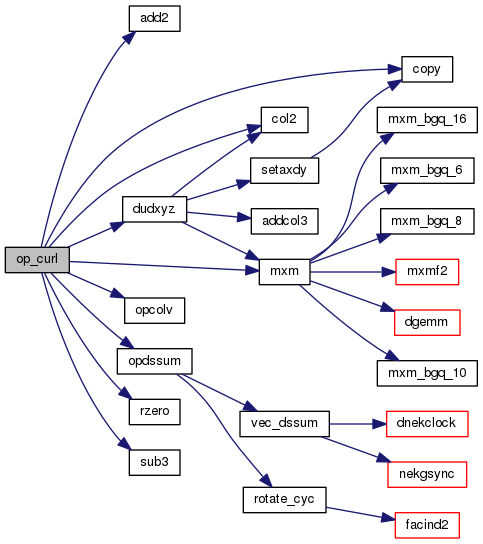 add2
copy
mxm_bgq_16
col2
setaxdy
mxm_bgq_6
dudxyz
addcol3
mxm_bgq_8
op_curl
mxm
mxmf2
opcolv
dgemm
opdssum
mxm_bgq_10
rzero
vec_dssum
dnekclock
sub3
nekgsync
rotate_cyc
facind2